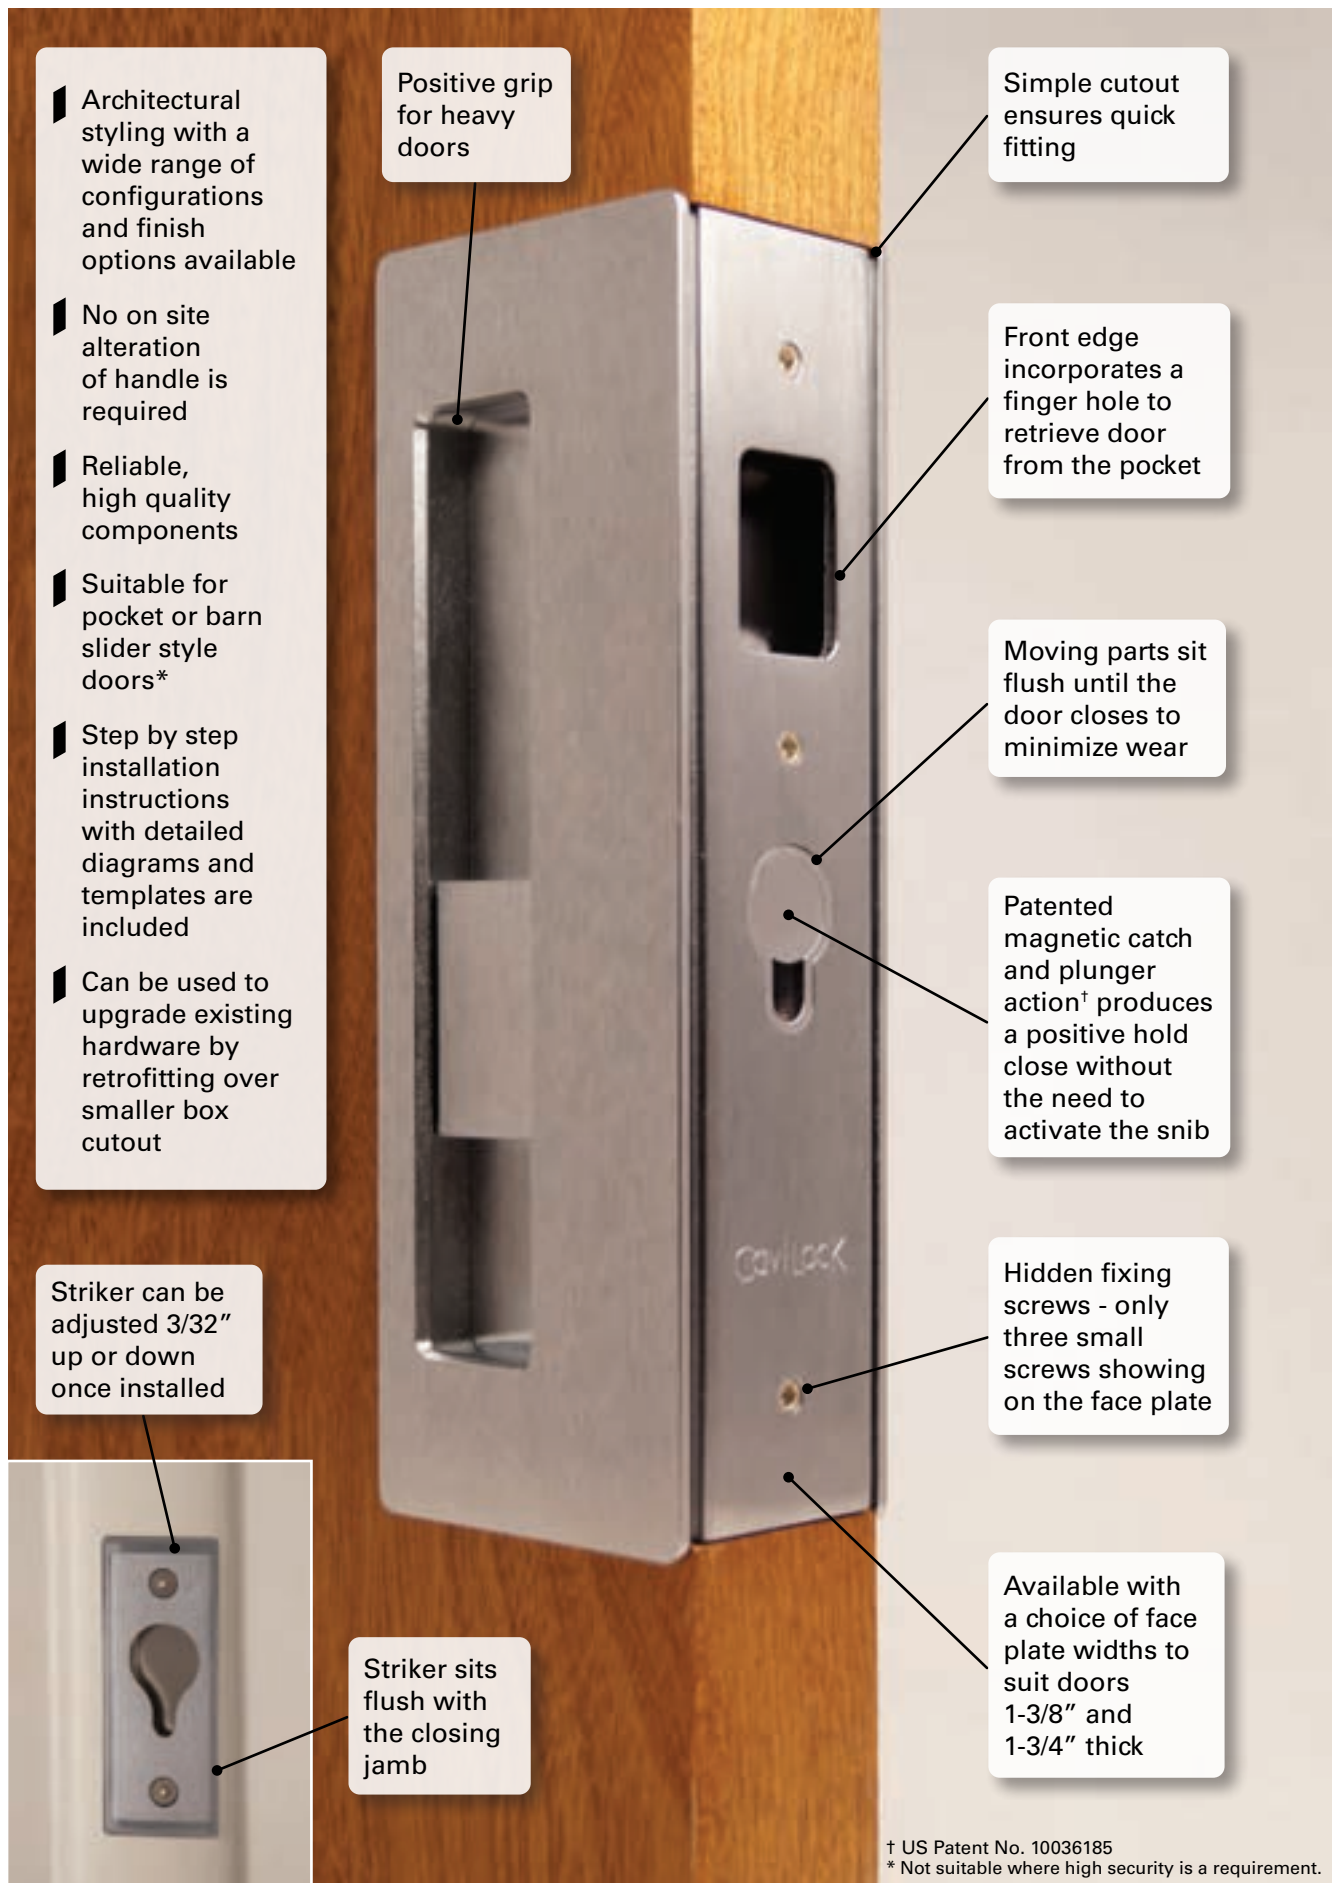 Architectural
styling with a
wide range of
configurations
and finish
options available
No on site
alteration
of handle is
required
Reliable,
high quality
components
Suitable for
pocket or barn
slider style
doors*
Step by step
installation
instructions
with detailed
diagrams and
templates are
included
Can be used to
upgrade existing
hardware by
retrofitting over
smaller box
cutout
Positive grip
for heavy
doors
Simple cutout
ensures quick
fitting
Front edge
incorporates a
finger hole to
retrieve door
from the pocket
Moving parts sit
flush until the
door closes to
minimize wear
Patented
magnetic catch
and plunger
action† produces
a positive hold
close without
the need to
activate the snib
CaviLock
Hidden fixing
screws - only
three small
screws showing
on the face plate
Striker can be
adjusted 3/32”
up or down
once installed
Striker sits
flush with
the closing
jamb
Available with
a choice of face
plate widths to
suit doors
1-3/8” and
1-3/4” thick
† US Patent No. 10036185
* Not suitable where high security is a requirement.